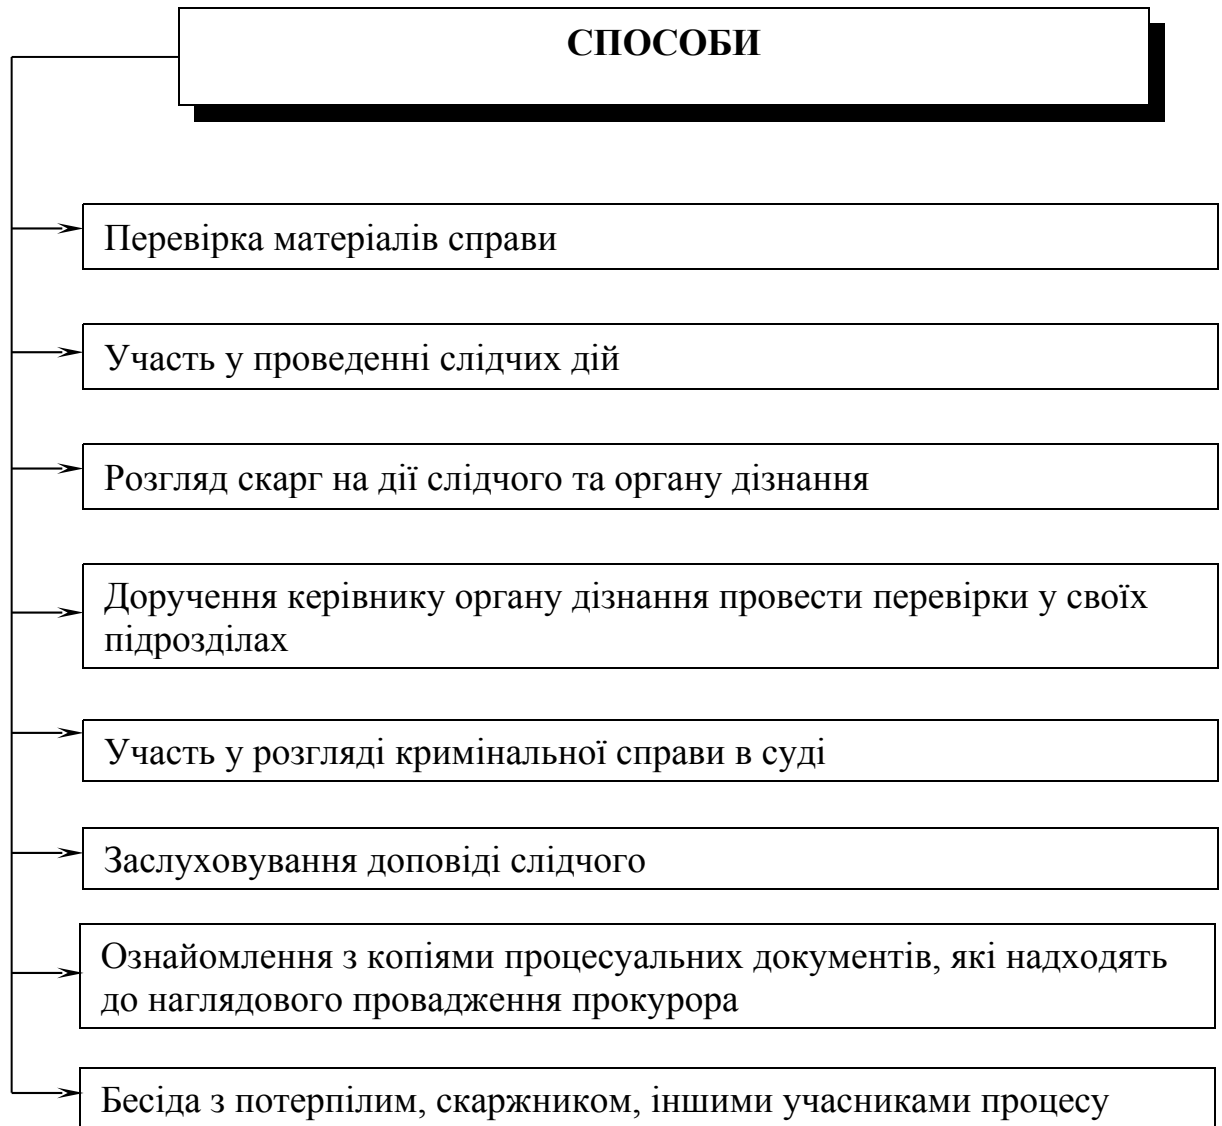 СПОСОБИ
Перевірка матеріалів справи
Участь у проведенні слідчих дій
Розгляд скарг на дії слідчого та органу дізнання
Доручення керівнику органу дізнання провести перевірки у своїх
підрозділах
Участь у розгляді кримінальної справи в суді
Заслуховування доповіді слідчого
Ознайомлення з копіями процесуальних документів, які надходять
до наглядового провадження прокурора
Бесіда з потерпілим, скаржником, іншими учасниками процесу